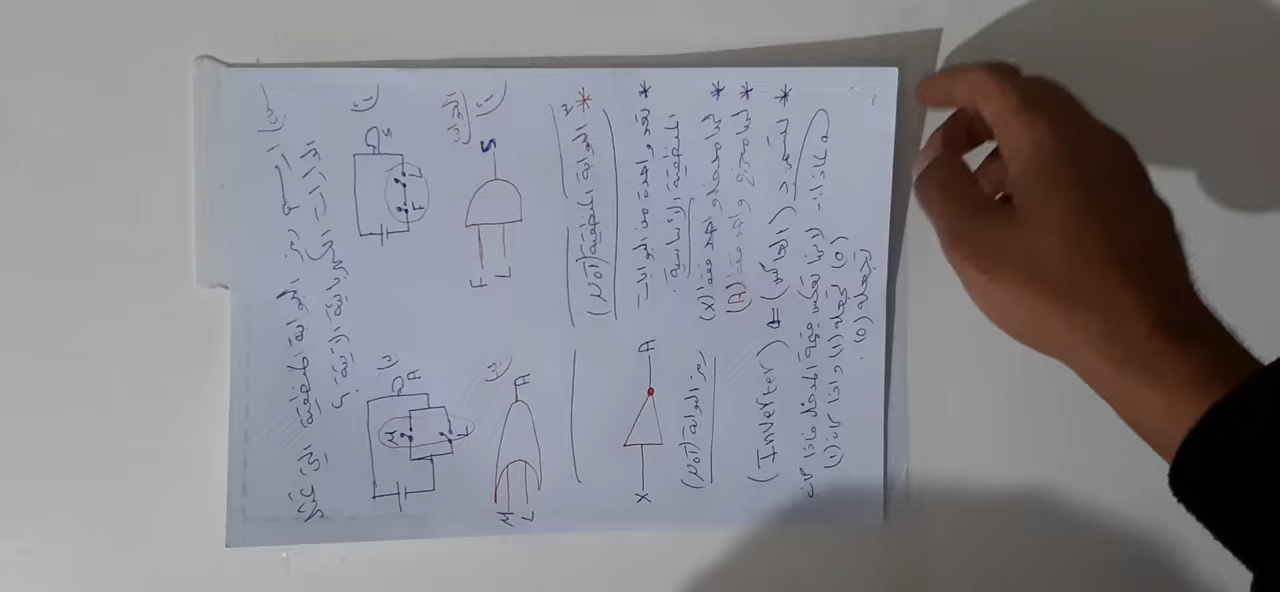 س) ارسم رمز البوابة المنطقية التي تمثل
الدارات الكهربائية الآتية ؟
أ)
S
F
L
ب)
A
M
L
الجواب
أ)
F
L
S
ب)
M
L
A
* البوابة المنطقية (NOT)
* تعد واحدة من البوابات
المنطقية الأساسية .
* لها مدخل واحد فقط (X)
* لها مخرج واحد فقط (A)
X
A
رمز البوابة (NOT)
* تسمى بـ (العاكس) = (Inverter)
لأنها تعكس قيمة المدخل فإذا كان
(0) تجعله (1) وإذا كان (1)
تجعله (0) .